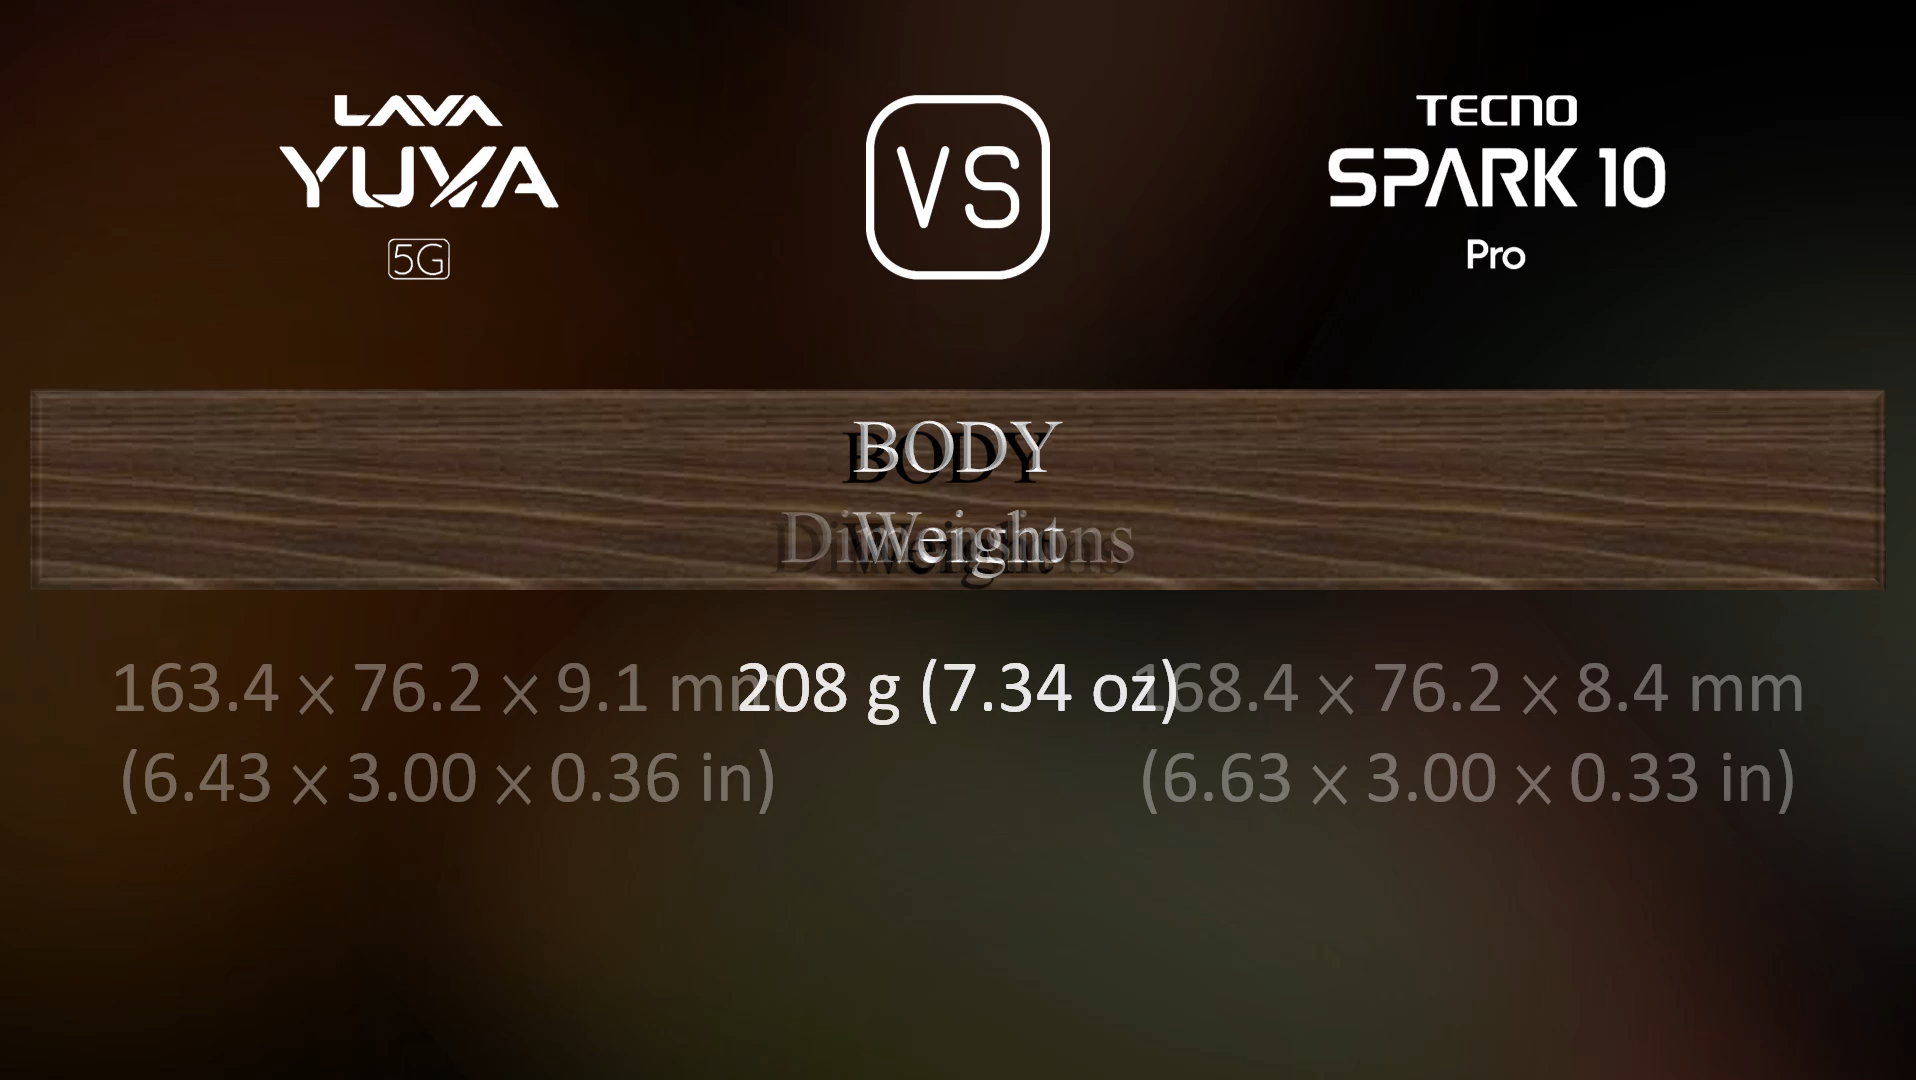 LAVA
YUVA
5G
VS
TECNO
SPARK 10
Pro
BODY
Dimensions
Weight
163.4 x 76.2 x 9.1 mm
(6.43 x 3.00 x 0.36 in)
208 g (7.34 oz)
168.4 x 76.2 x 8.4 mm
(6.63 x 3.00 x 0.33 in)